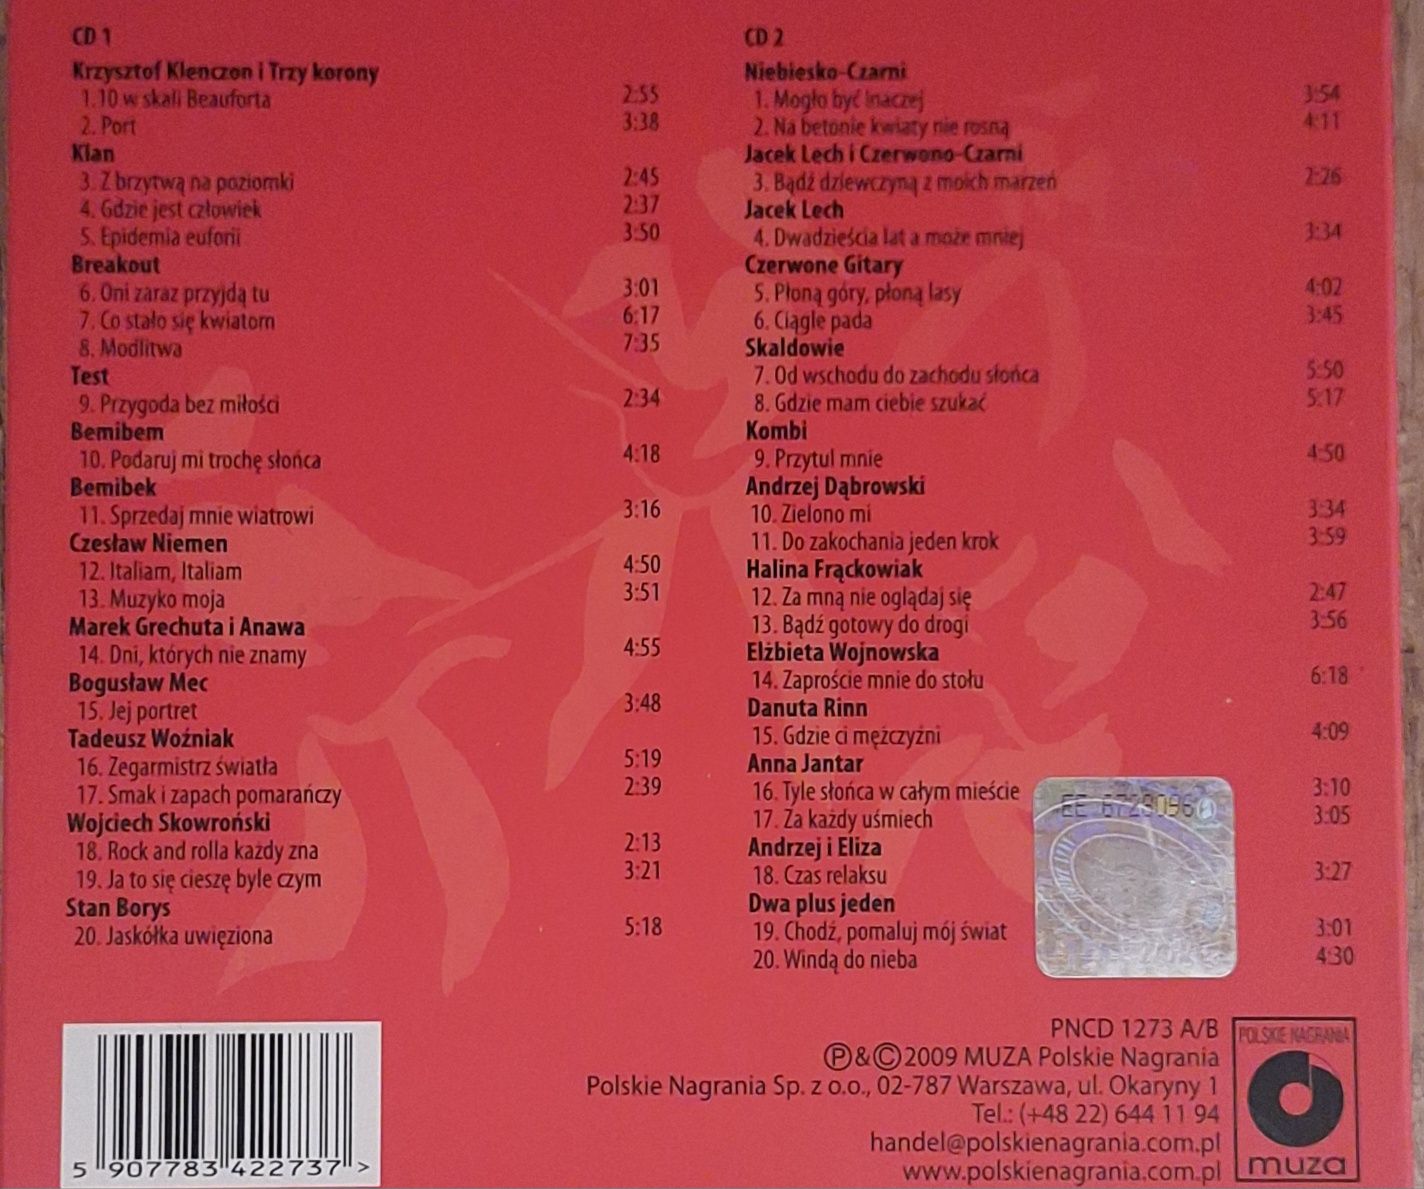 CD 1
Krzysztof Klenczon i Trzy korony
1.10 w skali Beauforta 2:55
2. Port 3:38
Klan
3. Z brzytwą na poziomki 2:45
4. Gdzie jest człowiek 2:37
5. Epidemia euforii 3:50
Breakout
6. Oni zaraz przyjdą tu 3:01
7. Co stało się kwiatom 6:17
8. Modlitwa 7:35
Test
9. Przygoda bez miłości 2:34
Bemibem
10. Podaruj mi trochę słońca 4:18
Bemibek
11. Sprzedaj mnie wiatrowi 3:16
Czesław Niemen
12. Italiam, Italiam 4:50
13. Muzyko moja 3:51
Marek Grechuta i Anawa
14. Dni, których nie znamy 4:55
Bogusław Mec
15. Jej portret 3:48
Tadeusz Woźniak
16. Zegarmistrz światła 5:19
17. Smak i zapach pomarańczy 2:39
Wojciech Skowroński
18. Rock and rolla każdy zna 2:13
19. Ja to się cieszę byle czym 3:21
Stan Borys
20. Jaskółka uwięziona 5:18
CD 2
Niebiesko-Czarni
1. Mogło być inaczej 3:54
2. Na betonie kwiaty nie rosną 4:11
Jacek Lech i Czerwono-Czarni
3. Bądź dziewczyną z moich marzeń 2:26
Jacek Lech
4. Dwadzieścia lat a może mniej 3:34
Czerwone Gitary
5. Płoną góry, płoną lasy 4:02
6. Ciągle pada 3:45
Skaldowie
7. Od wschodu do zachodu słońca 5:50
8. Gdzie mam ciebie szukać 5:17
Kombi
9. Przytul mnie 4:50
Andrzej Dąbrowski
10. Zielono mi 3:34
11. Do zakochania jeden krok 3:59
Halina Frąckowiak
12. Za mną nie oglądaj się 2:47
13. Bądź gotowy do drogi 3:56
Elżbieta Wojnowska
14. Zaproście mnie do stołu 6:18
Danuta Rinn
15. Gdzie ci mężczyźni 4:09
Anna Jantar
16. Tyle słońca w całym mieście 3:10
17. Za każdy uśmiech 3:05
Andrzej i Eliza
18. Czas relaksu 3:27
Dwa plus jeden
19. Chodź, pomaluj mój świat 3:01
20. Windą do nieba 4:30
EE 6723096
5 907783 422737 >
PNCD 1273 A/B
Ⓟ&©2009 MUZA Polskie Nagrania
Polskie Nagrania Sp. z o.o., 02-787 Warszawa, ul. Okaryny 1
Tel.: (+48 22) 644 11 94
handel@polskienagrania.com.pl
www.polskienagrania.com.pl
POLSKIE NAGRANIA
muza